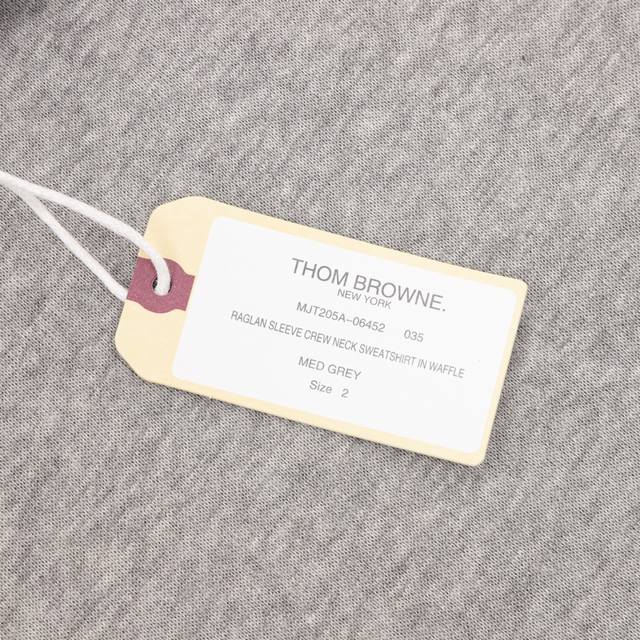 THOM BROWNE.
NEW YORK
MJT205A-06452 035
RAGLAN SLEEVE CREW NECK SWEATSHIRT IN WAFFLE
MED GREY
Size 2